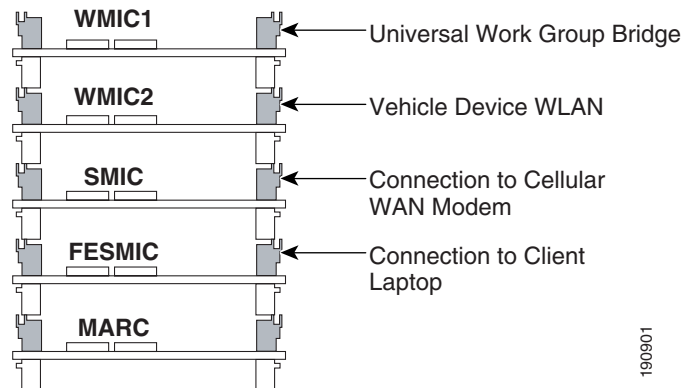 WMIC1
Universal Work Group Bridge
WMIC2
Vehicle Device WLAN
SMIC
Connection to Cellular
WAN Modem
FESMIC
Connection to Client
Laptop
MARC
190901